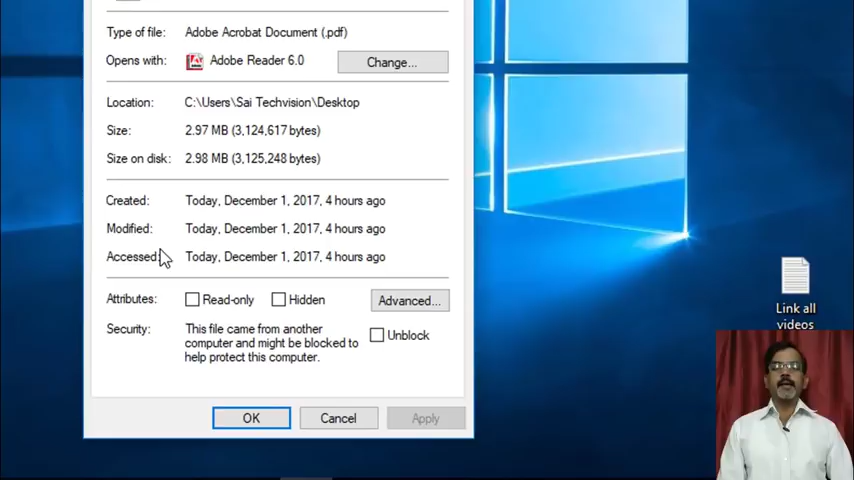 Type of file: Adobe Acrobat Document (.pdf)
Opens with: Adobe Reader 6.0 Change...
Location: C:\Users\Sai Techvision\Desktop
Size: 2.97 MB (3,124,617 bytes)
Size on disk: 2.98 MB (3,125,248 bytes)
Created: Today, December 1, 2017, 4 hours ago
Modified: Today, December 1, 2017, 4 hours ago
Accessed: Today, December 1, 2017, 4 hours ago
Attributes: Read-only Hidden Advanced...
Security: This file came from another
computer and might be blocked to
help protect this computer.
Unblock
OK Cancel Apply
Link all
videos